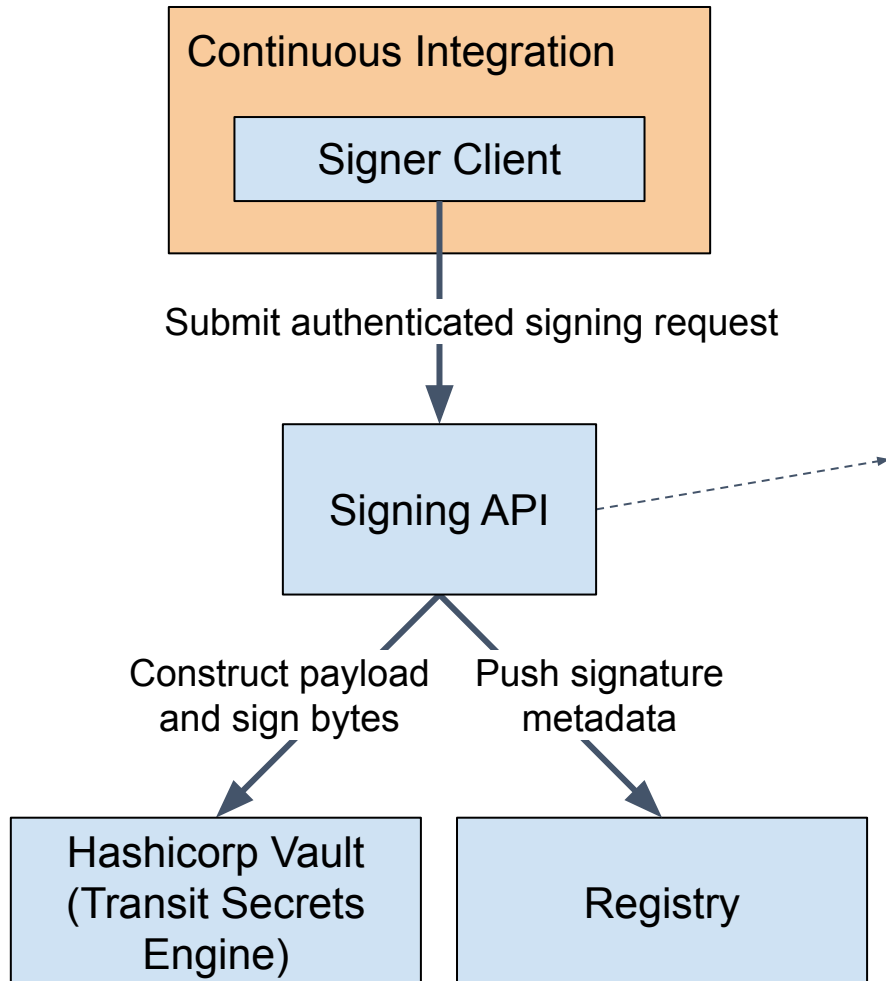 Continuous Integration
Signer Client
Submit authenticated signing request
Signing API
Construct payload
and sign bytes
Push signature
metadata
Hashicorp Vault
(Transit Secrets
Engine)
Registry